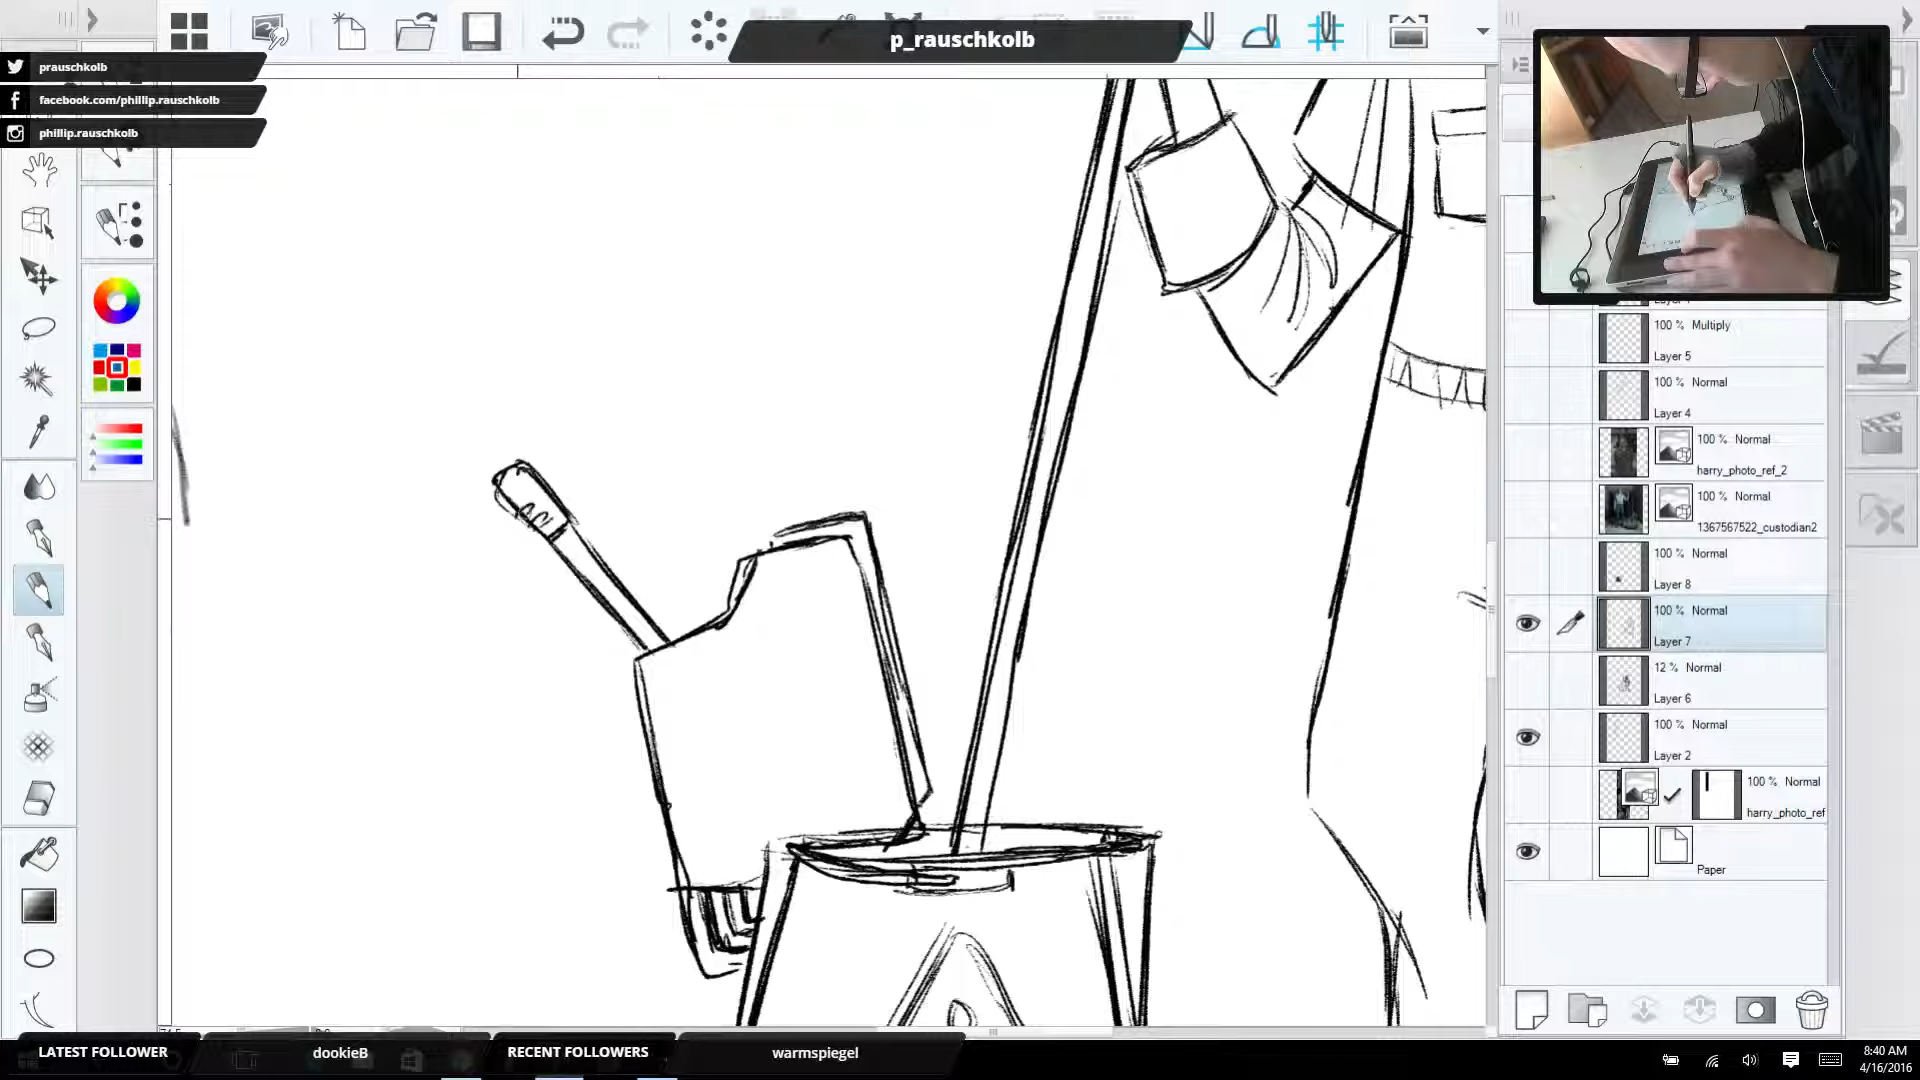 p_rauschkolb
prauschkolb
facebook.com/phillip.rauschkolb
phillip.rauschkolb
100 % Multiply
Layer 5
100 % Normal
Layer 4
100 % Normal
harry_photo_ref_2
100 % Normal
1367567522_custodian2
100 % Normal
Layer 8
100 % Normal
Layer 7
12 % Normal
Layer 6
100 % Normal
Layer 2
100 % Normal
harry_photo_ref
Paper
LATEST FOLLOWER
dookieB
RECENT FOLLOWERS
warmspiegel
8:40 AM
4/16/2016